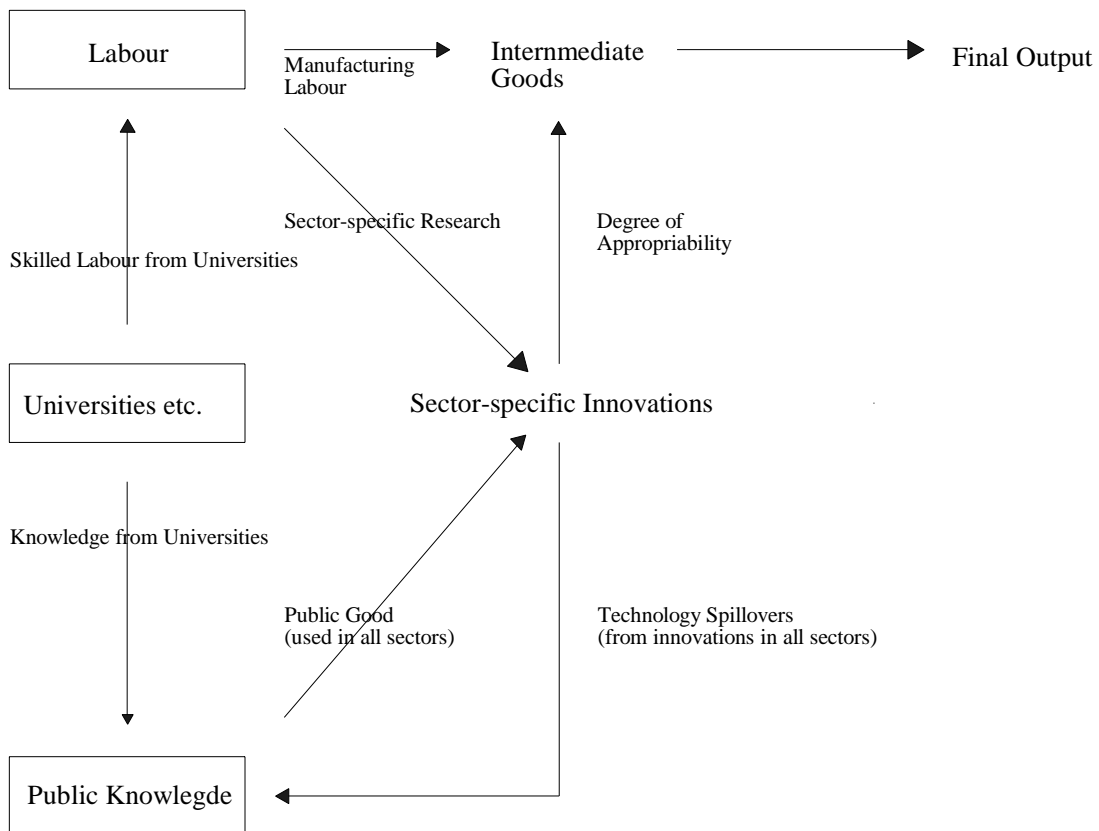 Labour
Manufacturing
Labour
Internmediate
Goods
Final Output
Sector-specific Research
Degree of
Appropriability
Skilled Labour from Universities
Universities etc.
Sector-specific Innovations
Knowledge from Universities
Public Good
(used in all sectors)
Technology Spillovers
(from innovations in all sectors)
Public Knowlegde